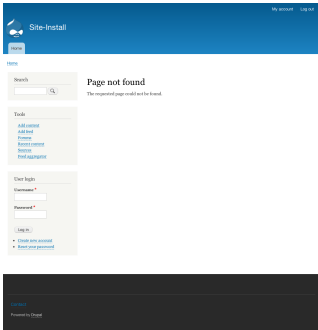 My account Log out
Site-Install
Home
Home
Search
Page not found
The requested page could not be found.
Tools
Add content
Add feed
Forums
Recent content
Sources
Feed aggregator
User login
Username *
Password *
Log in
Create new account
Reset your password
Contact
Powered by Drupal